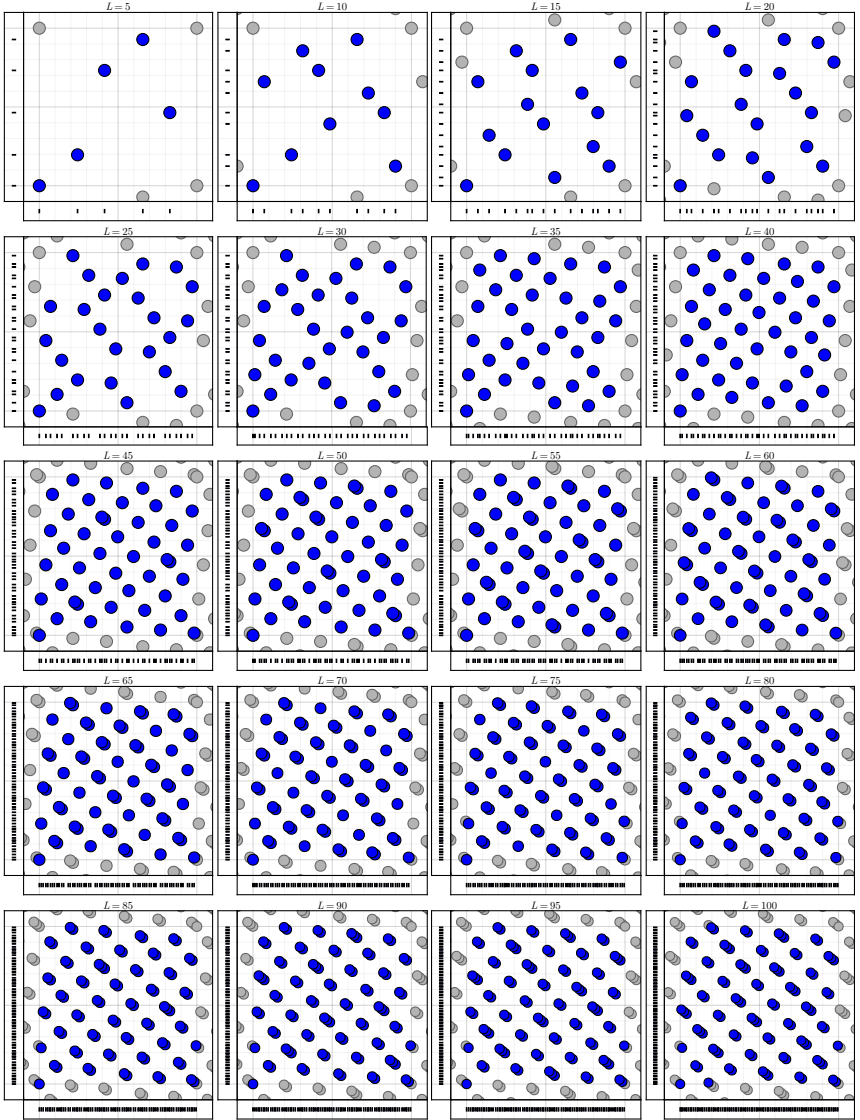 L = 5 L = 10 L = 15 L = 20
L = 25 L = 30 L = 35 L = 40
L = 45 L = 50 L = 55 L = 60
L = 65 L = 70 L = 75 L = 80
L = 85 L = 90 L = 95 L = 100